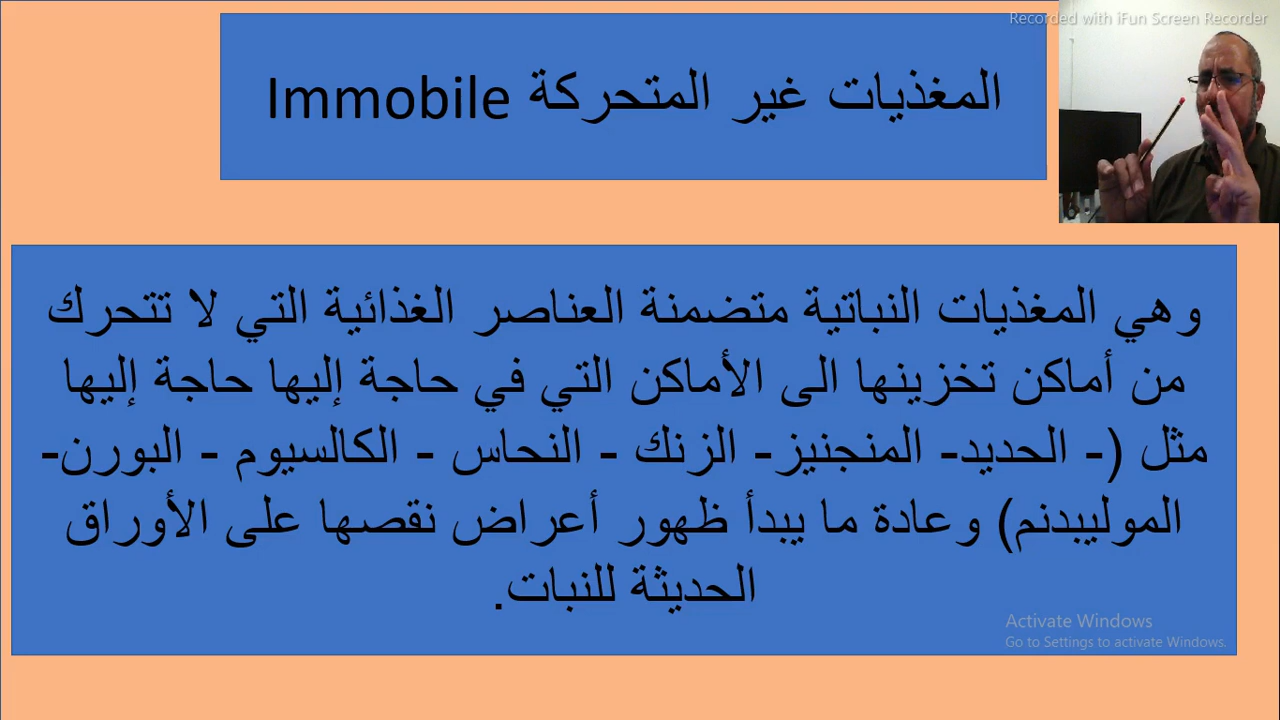 Recorded with iFun Screen Recorder
المغذيات غير المتحركة Immobile
وهي المغذيات النباتية متضمنة العناصر الغذائية التي لا تتحرك
من أماكن تخزينها الى الأماكن التي في حاجة إليها حاجة إليها
مثل (- الحديد- المنجنيز- الزنك - النحاس - الكالسيوم - البورن-
الموليبدنم) وعادة ما يبدأ ظهور أعراض نقصها على الأوراق
الحديثة للنبات.
Activate Windows
Go to Settings to activate Windows.